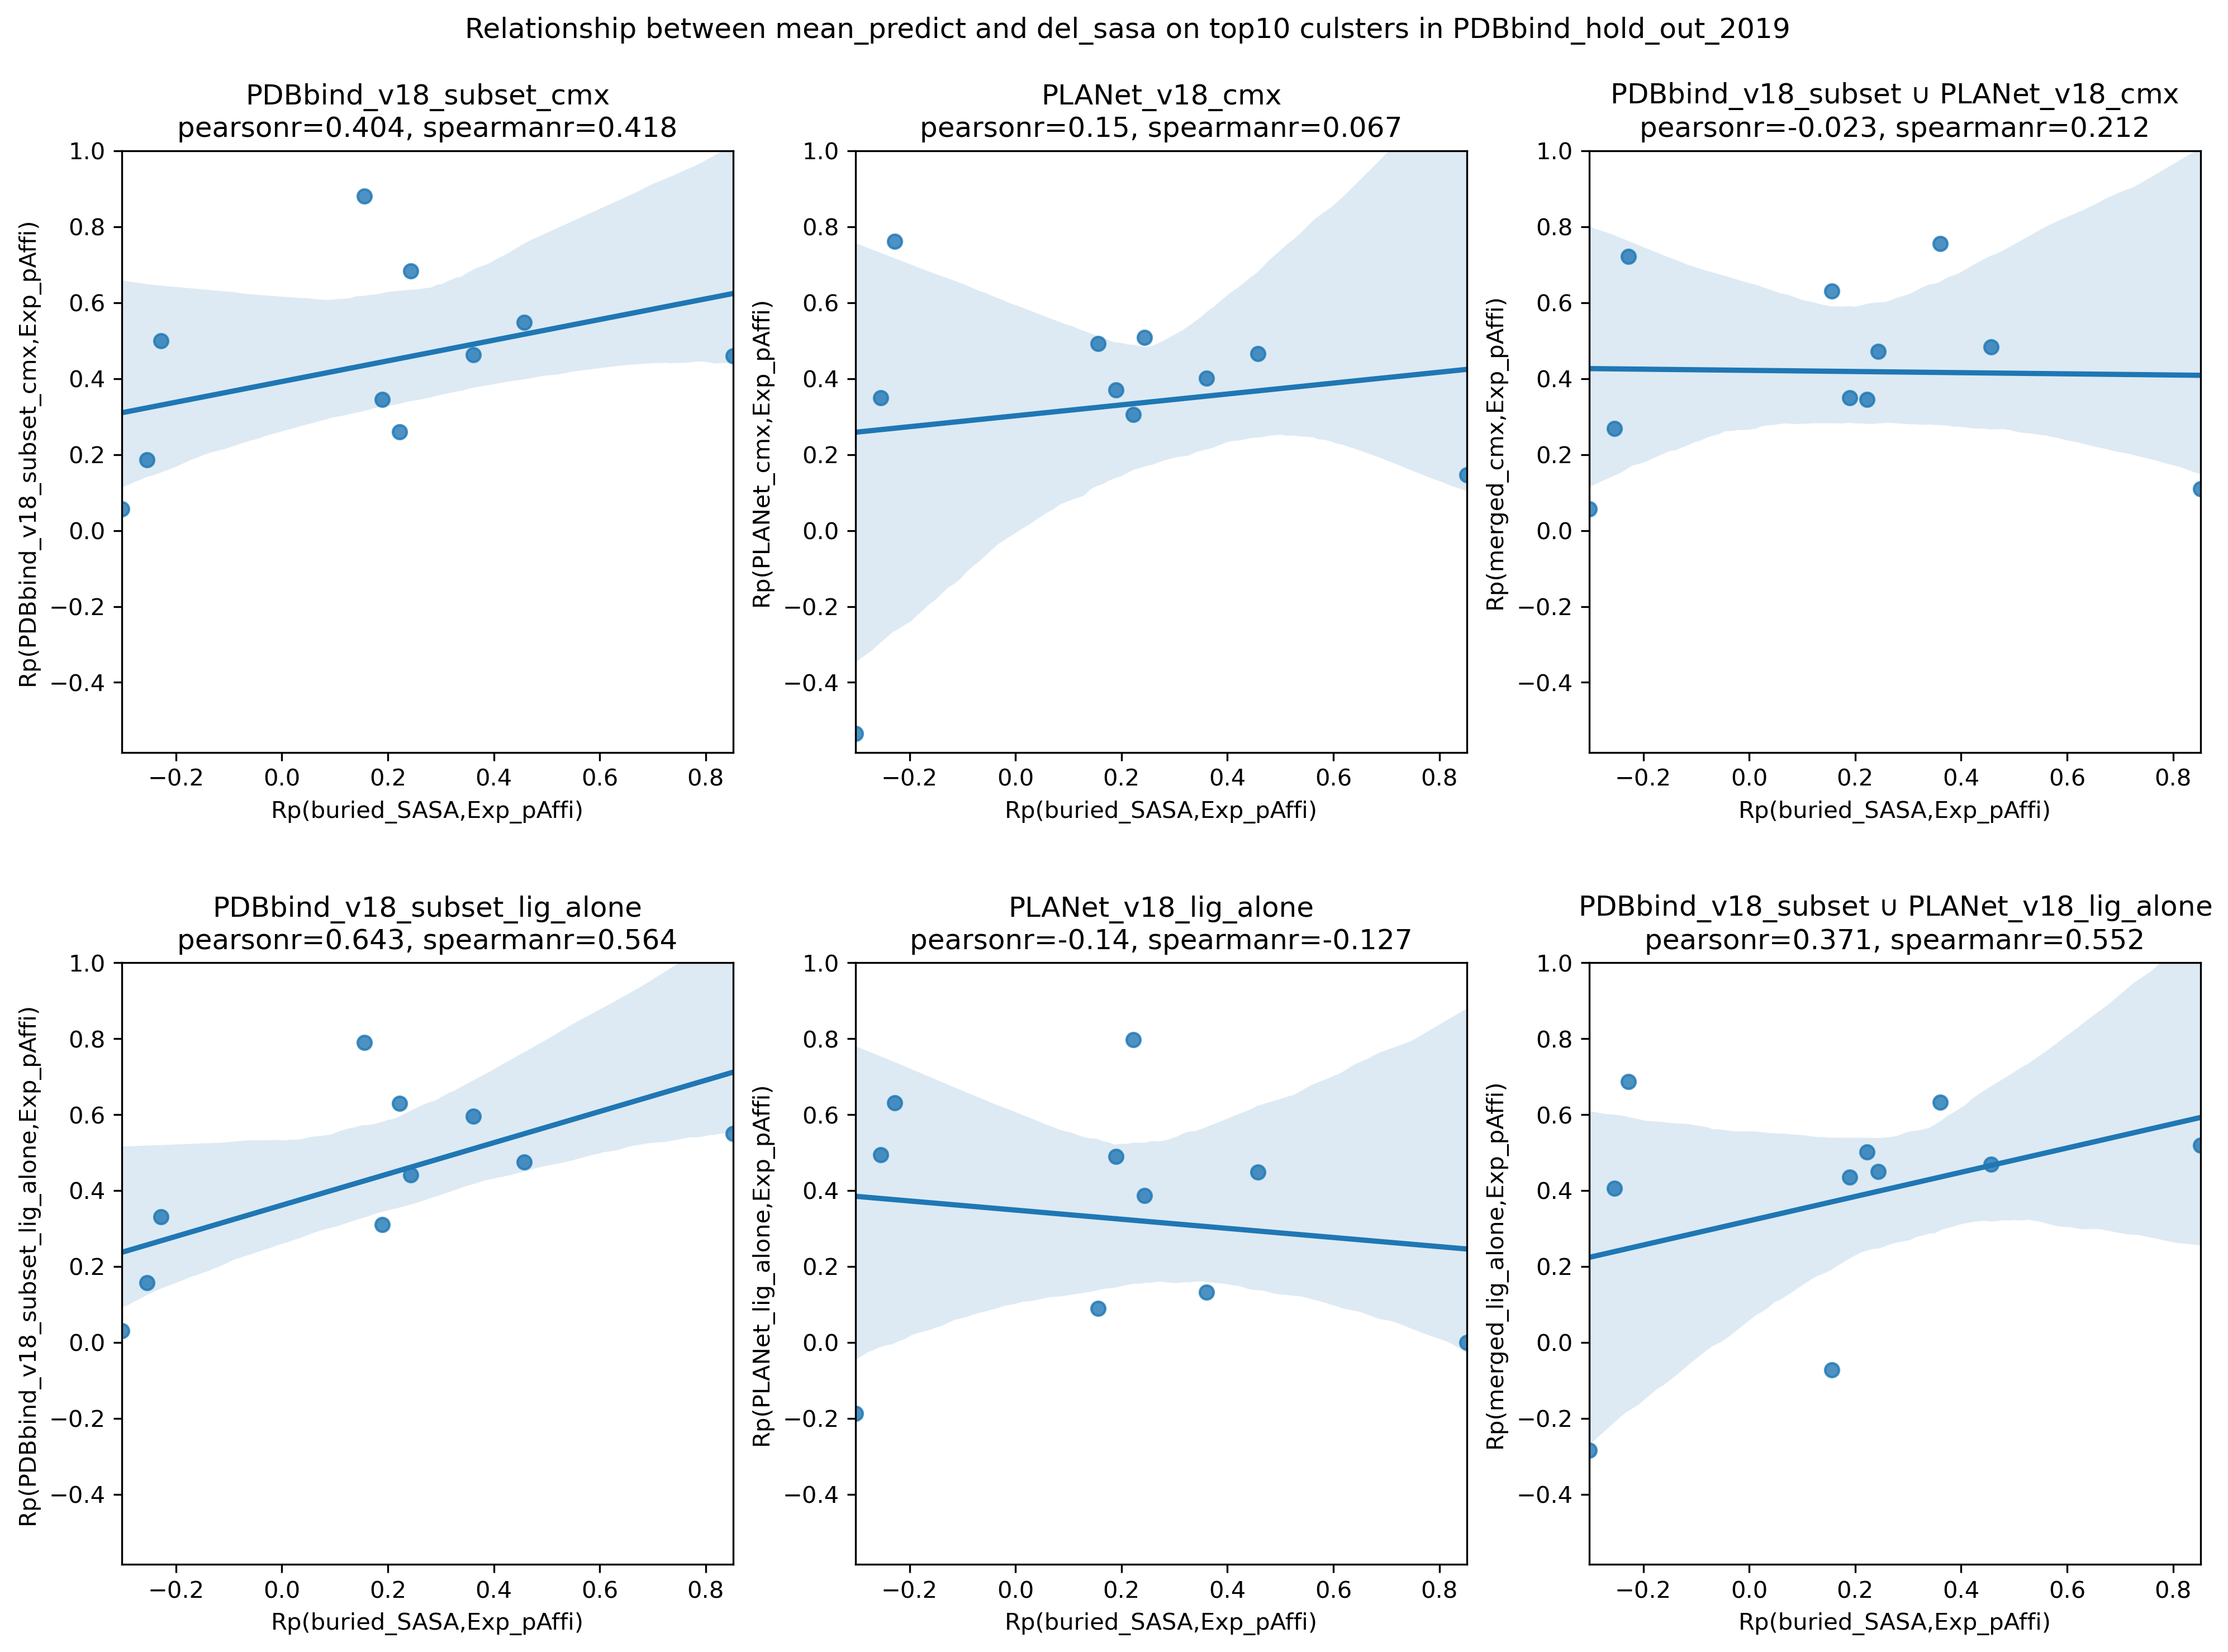 Relationship between mean_predict and del_sasa on top10 culsters in PDBbind_hold_out_2019
PDBbind_v18_subset_cmx
pearsonr=0.404, spearmanr=0.418
Rp(PDBbind_v18_subset_cmx,Exp_pAffi)
1.0
0.8
0.6
0.4
0.2
0.0
−0.2
−0.4
−0.2 0.0 0.2 0.4 0.6 0.8
Rp(buried_SASA,Exp_pAffi)
PLANet_v18_cmx
pearsonr=0.15, spearmanr=0.067
Rp(PLANet_cmx,Exp_pAffi)
1.0
0.8
0.6
0.4
0.2
0.0
−0.2
−0.4
−0.2 0.0 0.2 0.4 0.6 0.8
Rp(buried_SASA,Exp_pAffi)
PDBbind_v18_subset ∪ PLANet_v18_cmx
pearsonr=-0.023, spearmanr=0.212
Rp(merged_cmx,Exp_pAffi)
1.0
0.8
0.6
0.4
0.2
0.0
−0.2
−0.4
−0.2 0.0 0.2 0.4 0.6 0.8
Rp(buried_SASA,Exp_pAffi)
PDBbind_v18_subset_lig_alone
pearsonr=0.643, spearmanr=0.564
Rp(PDBbind_v18_subset_lig_alone,Exp_pAffi)
1.0
0.8
0.6
0.4
0.2
0.0
−0.2
−0.4
−0.2 0.0 0.2 0.4 0.6 0.8
Rp(buried_SASA,Exp_pAffi)
PLANet_v18_lig_alone
pearsonr=-0.14, spearmanr=-0.127
Rp(PLANet_lig_alone,Exp_pAffi)
1.0
0.8
0.6
0.4
0.2
0.0
−0.2
−0.4
−0.2 0.0 0.2 0.4 0.6 0.8
Rp(buried_SASA,Exp_pAffi)
PDBbind_v18_subset ∪ PLANet_v18_lig_alone
pearsonr=0.371, spearmanr=0.552
Rp(merged_lig_alone,Exp_pAffi)
1.0
0.8
0.6
0.4
0.2
0.0
−0.2
−0.4
−0.2 0.0 0.2 0.4 0.6 0.8
Rp(buried_SASA,Exp_pAffi)